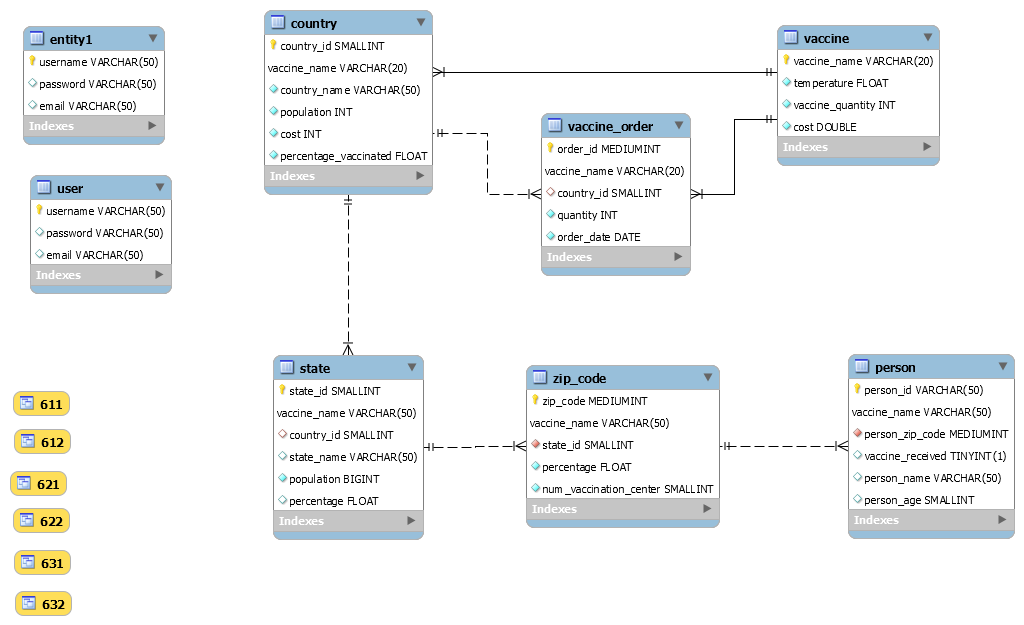 entity1
username VARCHAR(50)
password VARCHAR(50)
email VARCHAR(50)
Indexes
user
username VARCHAR(50)
password VARCHAR(50)
email VARCHAR(50)
Indexes
country
country_id SMALLINT
vaccine_name VARCHAR(20)
country_name VARCHAR(50)
population INT
cost INT
percentage_vaccinated FLOAT
Indexes
vaccine_order
order_id MEDIUMINT
vaccine_name VARCHAR(20)
country_id SMALLINT
quantity INT
order_date DATE
Indexes
vaccine
vaccine_name VARCHAR(20)
temperature FLOAT
vaccine_quantity INT
cost DOUBLE
Indexes
state
state_id SMALLINT
vaccine_name VARCHAR(50)
country_id SMALLINT
state_name VARCHAR(50)
population BIGINT
percentage FLOAT
Indexes
zip_code
zip_code MEDIUMINT
vaccine_name VARCHAR(50)
state_id SMALLINT
percentage FLOAT
num_vaccination_center SMALLINT
Indexes
person
person_id VARCHAR(50)
vaccine_name VARCHAR(50)
person_zip_code MEDIUMINT
vaccine_received TINYINT(1)
person_name VARCHAR(50)
person_age SMALLINT
Indexes
611
612
621
622
631
632